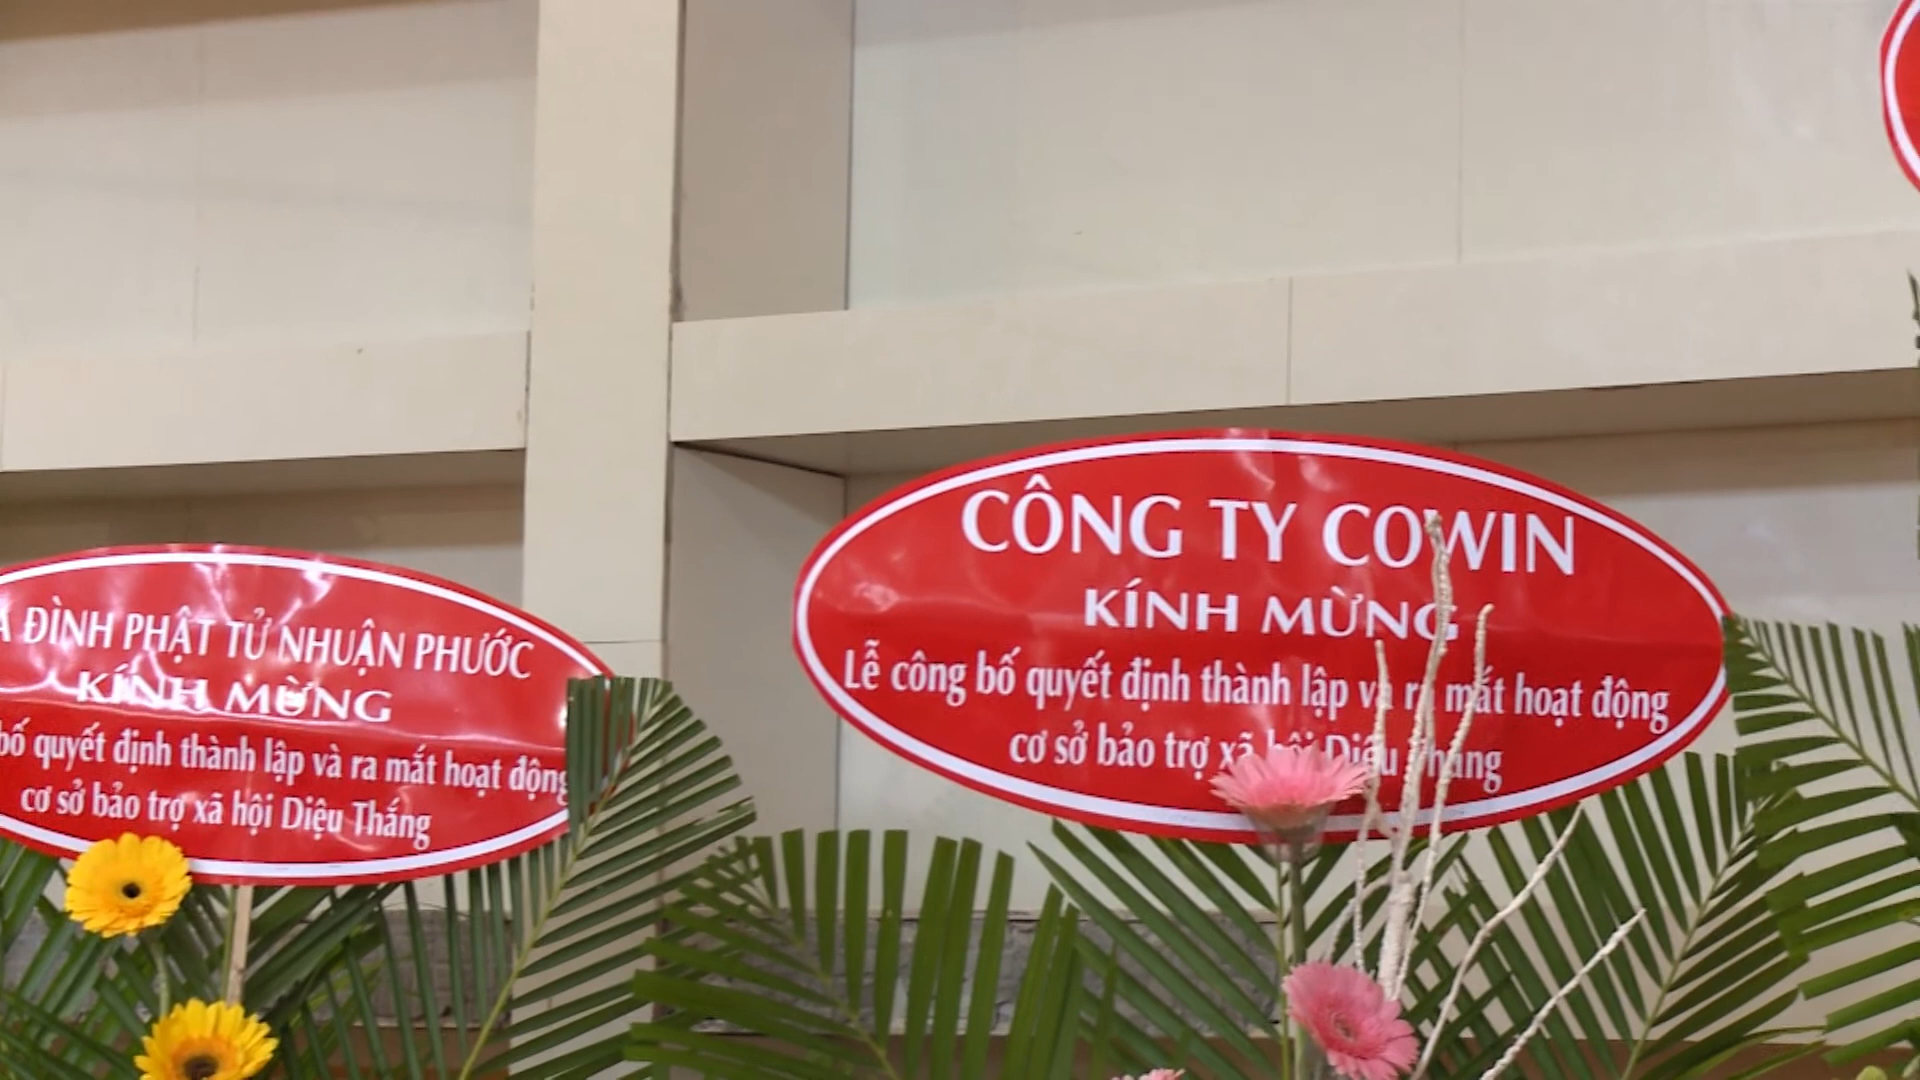 ĐÌNH PHẬT TỬ NHUẬN PHƯỚC
KÍNH MỪNG
bố quyết định thành lập và ra mắt hoạt động
cơ sở bảo trợ xã hội Diệu Thắng
CÔNG TY COWIN
KÍNH MỪNG
Lễ công bố quyết định thành lập và ra mắt hoạt động
cơ sở bảo trợ xã hội Diệu Thắng